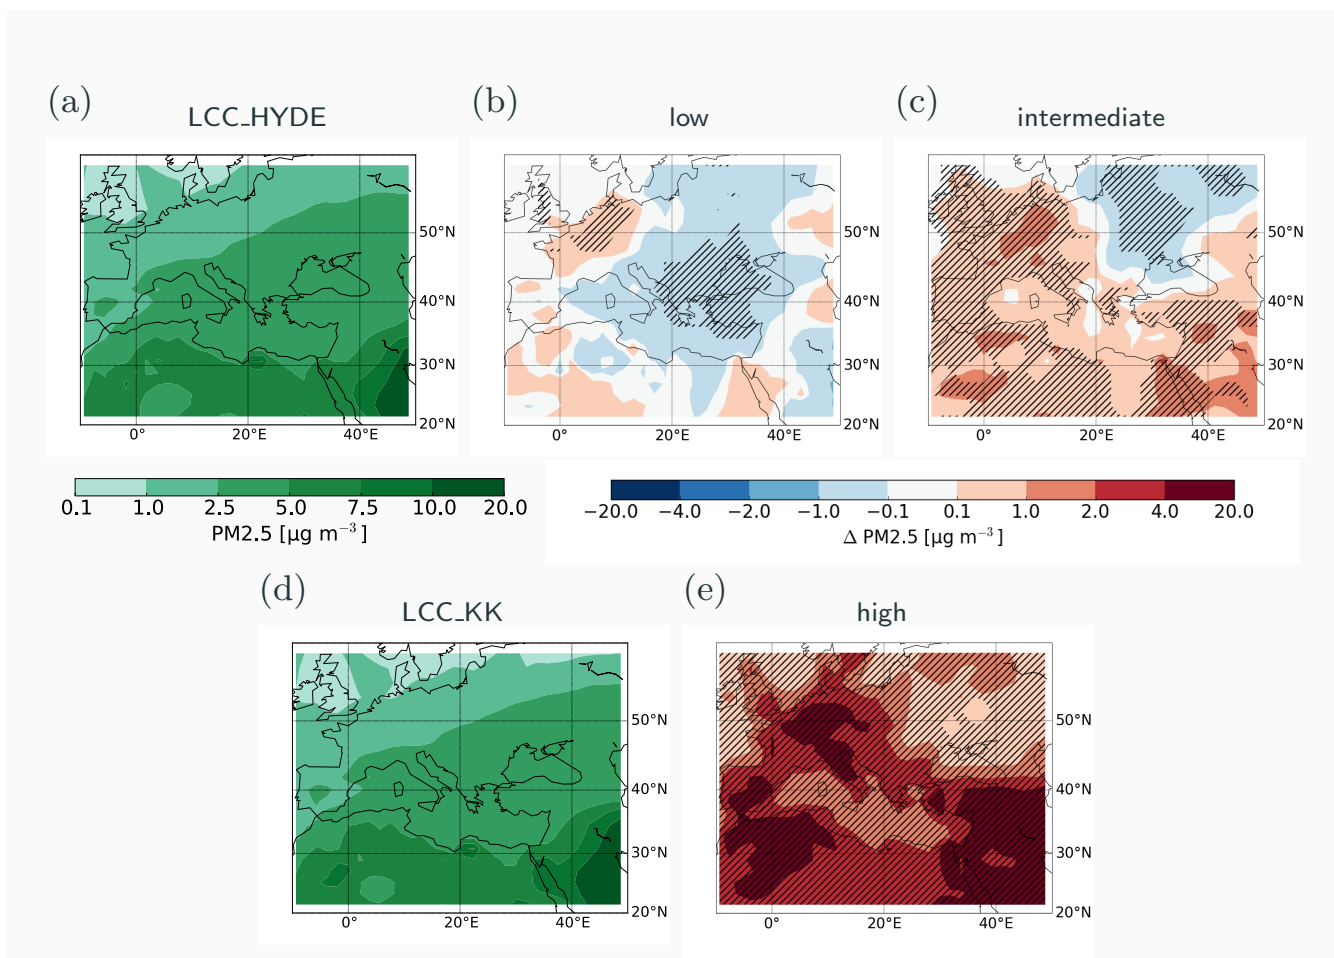 (a) (b) (c)
LCC_HYDE low intermediate
50°N 50°N 50°N
40°N 40°N 40°N
30°N 30°N 30°N
20°N 20°N 20°N
0° 20°E 40°E 0° 20°E 40°E 0° 20°E 40°E
0.1 1.0 2.5 5.0 7.5 10.0 20.0 −20.0 −4.0 −2.0 −1.0 −0.1 0.1 1.0 2.0 4.0 20.0
PM2.5 [μg m⁻³] Δ PM2.5 [μg m⁻³]
(d) (e)
LCC_KK high
50°N 50°N
40°N 40°N
30°N 30°N
20°N 20°N
0° 20°E 40°E 0° 20°E 40°E